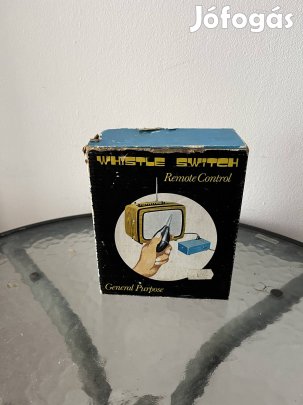 Jófogás
WHISTLE SWITCH
Remote Control
General Purpose